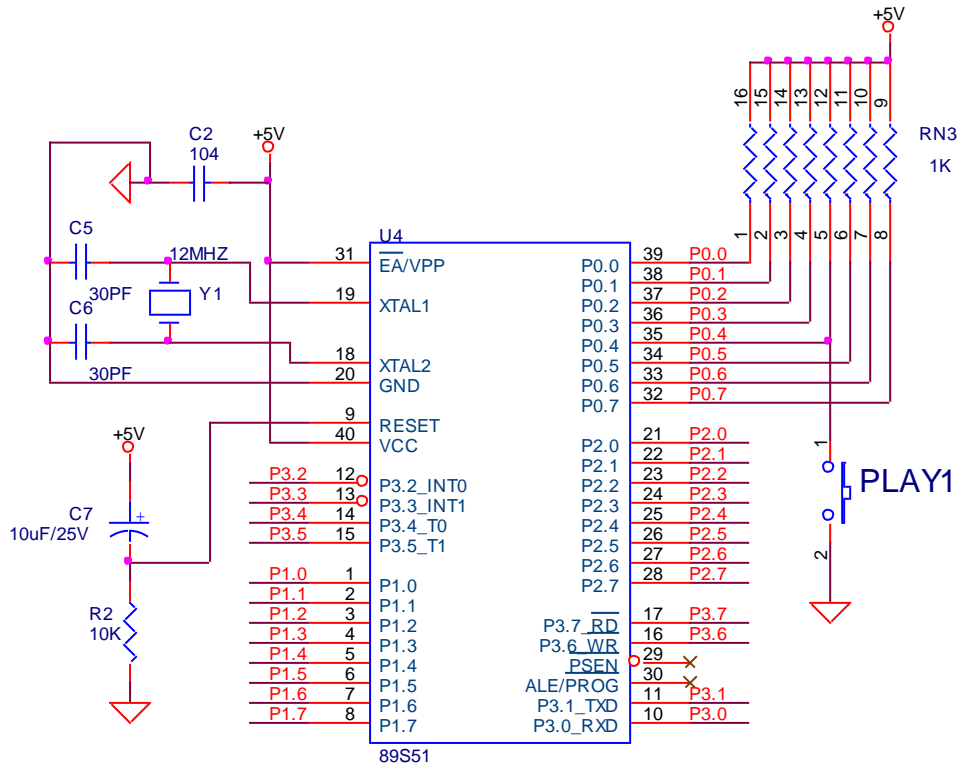 +5V
16
15
14
13
12
11
10
9
RN3
1K
1
2
3
4
5
6
7
8
C2
104
+5V
C5
30PF
12MHZ
Y1
C6
30PF
U4
31
EA/VPP
19
XTAL1
18
XTAL2
20
GND
9
RESET
40
VCC
P3.2
12
P3.2_INT0
P3.3
13
P3.3_INT1
P3.4
14
P3.4_T0
P3.5
15
P3.5_T1
P1.0
1
P1.0
P1.1
2
P1.1
P1.2
3
P1.2
P1.3
4
P1.3
P1.4
5
P1.4
P1.5
6
P1.5
P1.6
7
P1.6
P1.7
8
P1.7
P0.0
39
P0.0
P0.1
38
P0.1
P0.2
37
P0.2
P0.3
36
P0.3
P0.4
35
P0.4
P0.5
34
P0.5
P0.6
33
P0.6
P0.7
32
P0.7
P2.0
21
P2.0
P2.1
22
P2.1
P2.2
23
P2.2
P2.3
24
P2.3
P2.4
25
P2.4
P2.5
26
P2.5
P2.6
27
P2.6
P2.7
28
P2.7
P3.7_RD
17
P3.7
P3.6_WR
16
P3.6
PSEN
29
ALE/PROG
30
P3.1_TXD
11
P3.1
P3.0_RXD
10
P3.0
89S51
+5V
C7
+
10uF/25V
R2
10K
1
PLAY1
2